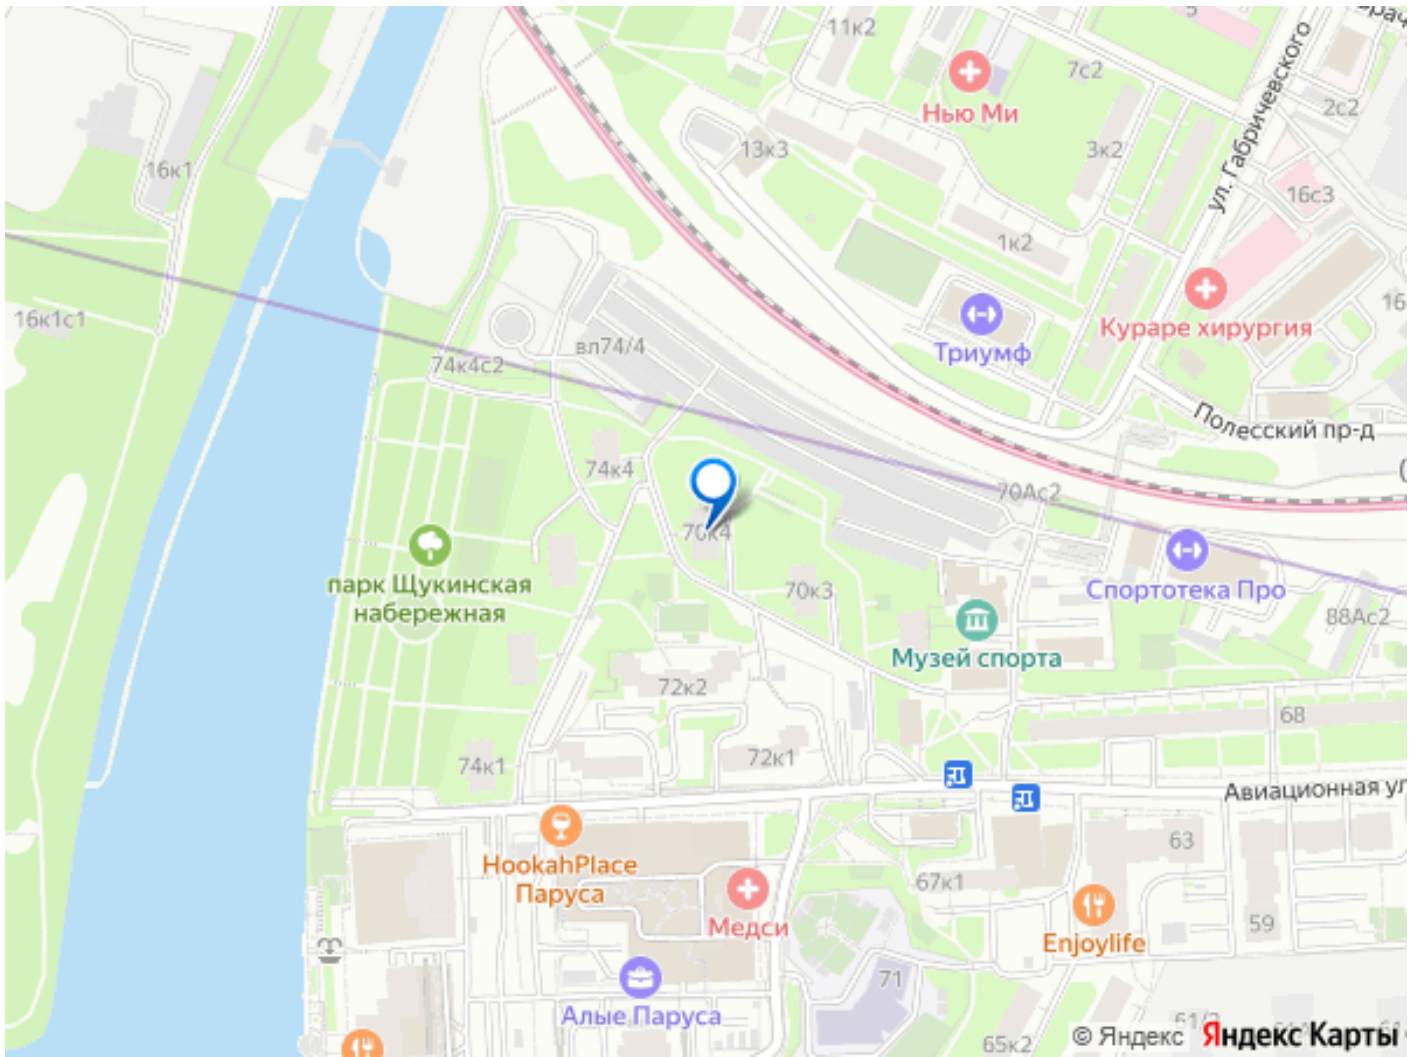 11к2
5
7с2
Нью Ми
2с2
13к3
3к2
ул. Габричевского
16к1
16с3
1к2
16к1с1
Кураре хирургия
вл74/4
Триумф
74к4с2
Полесский пр-д
74к4
70Ас2
70к4
парк Щукинская
набережная
70к3
Спортотека Про
88Ас2
Музей спорта
72к2
68
74к1
72к1
Авиационная ул
HookahPlace
Паруса
63
67к1
Медси
59
Enjoylife
71
Алые Паруса
65к2
© Яндекс
Яндекс Карты